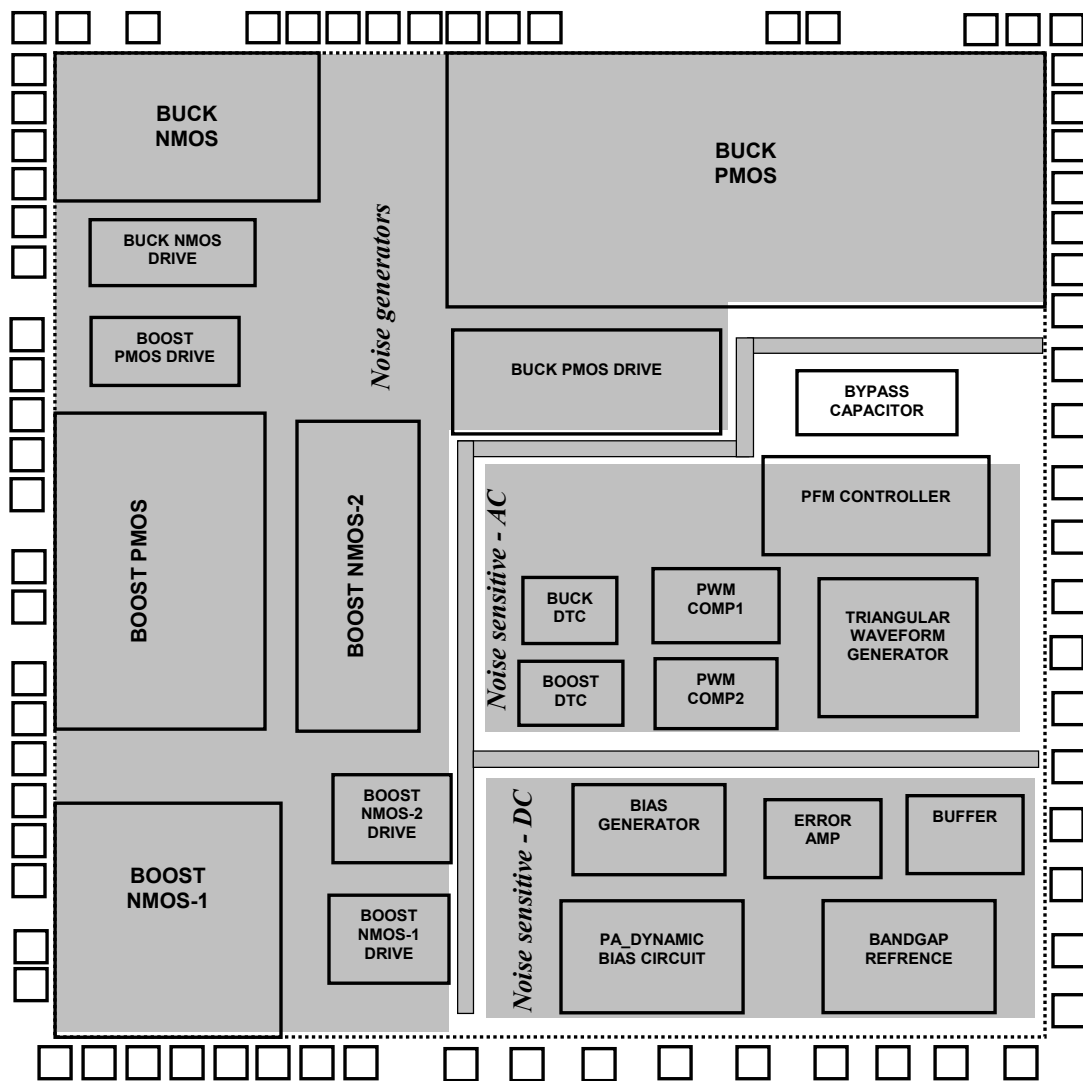 BUCK
NMOS
BUCK
PMOS
BUCK NMOS
DRIVE
Noise generators
BOOST
PMOS DRIVE
BUCK PMOS DRIVE
BYPASS
CAPACITOR
BOOST PMOS
BOOST NMOS-2
Noise sensitive - AC
PFM CONTROLLER
BUCK
DTC
PWM
COMP1
TRIANGULAR
WAVEFORM
GENERATOR
BOOST
DTC
PWM
COMP2
BOOST
NMOS-2
DRIVE
Noise sensitive - DC
BIAS
GENERATOR
ERROR
AMP
BUFFER
BOOST
NMOS-1
BOOST
NMOS-1
DRIVE
PA_DYNAMIC
BIAS CIRCUIT
BANDGAP
REFRENCE